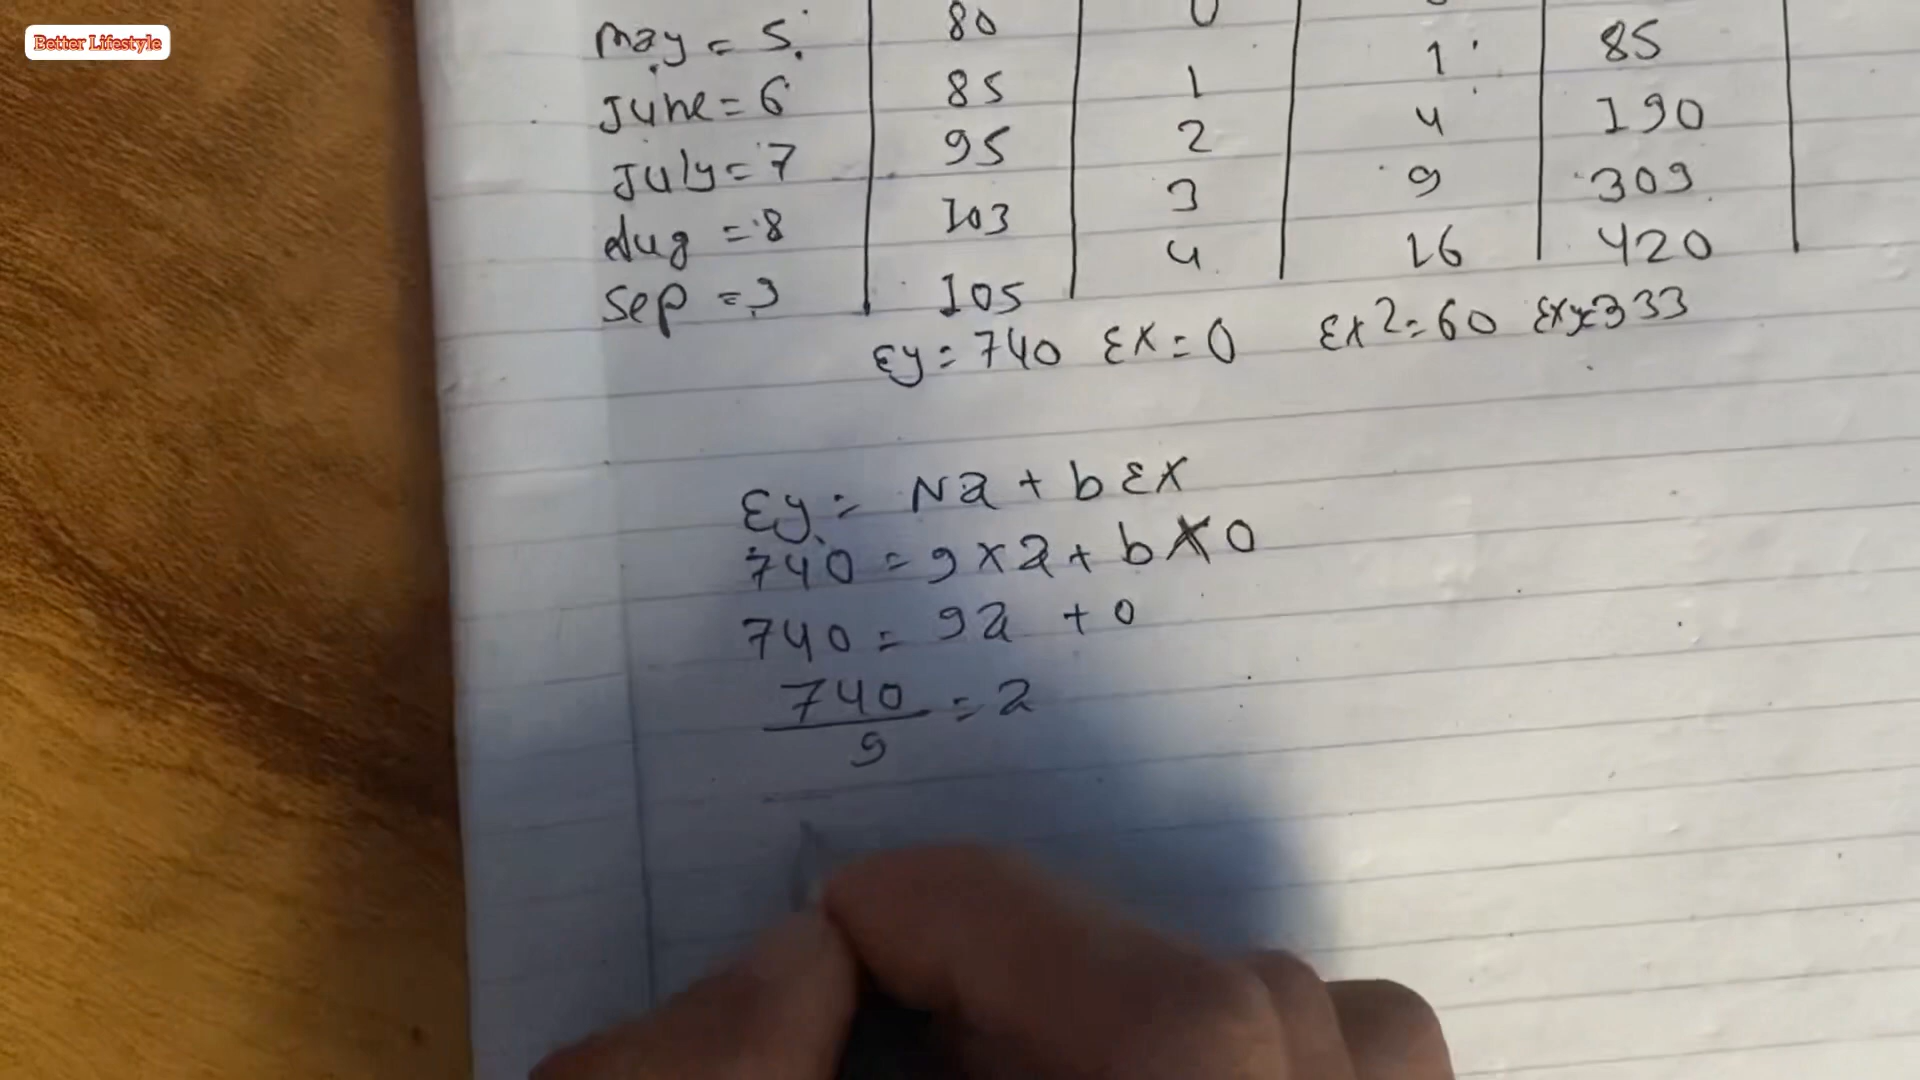 Better Lifestyle
may = 5 80 0
June = 6 85 1 1 85
July = 7 95 2 4 190
Aug = 8 103 3 9 309
Sep = 9 105 4 16 420
Σy = 740 Σx = 0 Σx2 = 60 Σxy = 333
Σy = Na + bΣx
740 = 9 x a + b x 0
740 = 9a + 0
740 = a
9